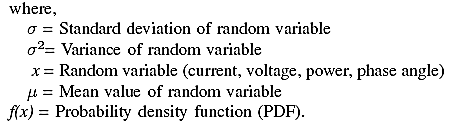 where,
σ = Standard deviation of random variable
σ²= Variance of random variable
x = Random variable (current, voltage, power, phase angle)
μ = Mean value of random variable
f(x) = Probability density function (PDF).